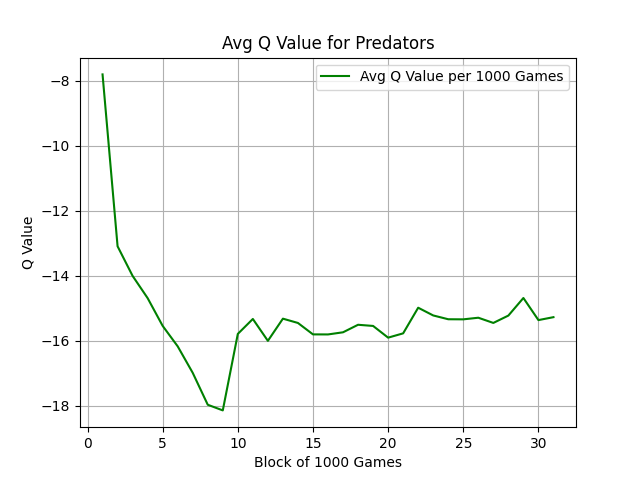 Avg Q Value for Predators
Avg Q Value per 1000 Games
Q Value
−8
−10
−12
−14
−16
−18
0 5 10 15 20 25 30
Block of 1000 Games